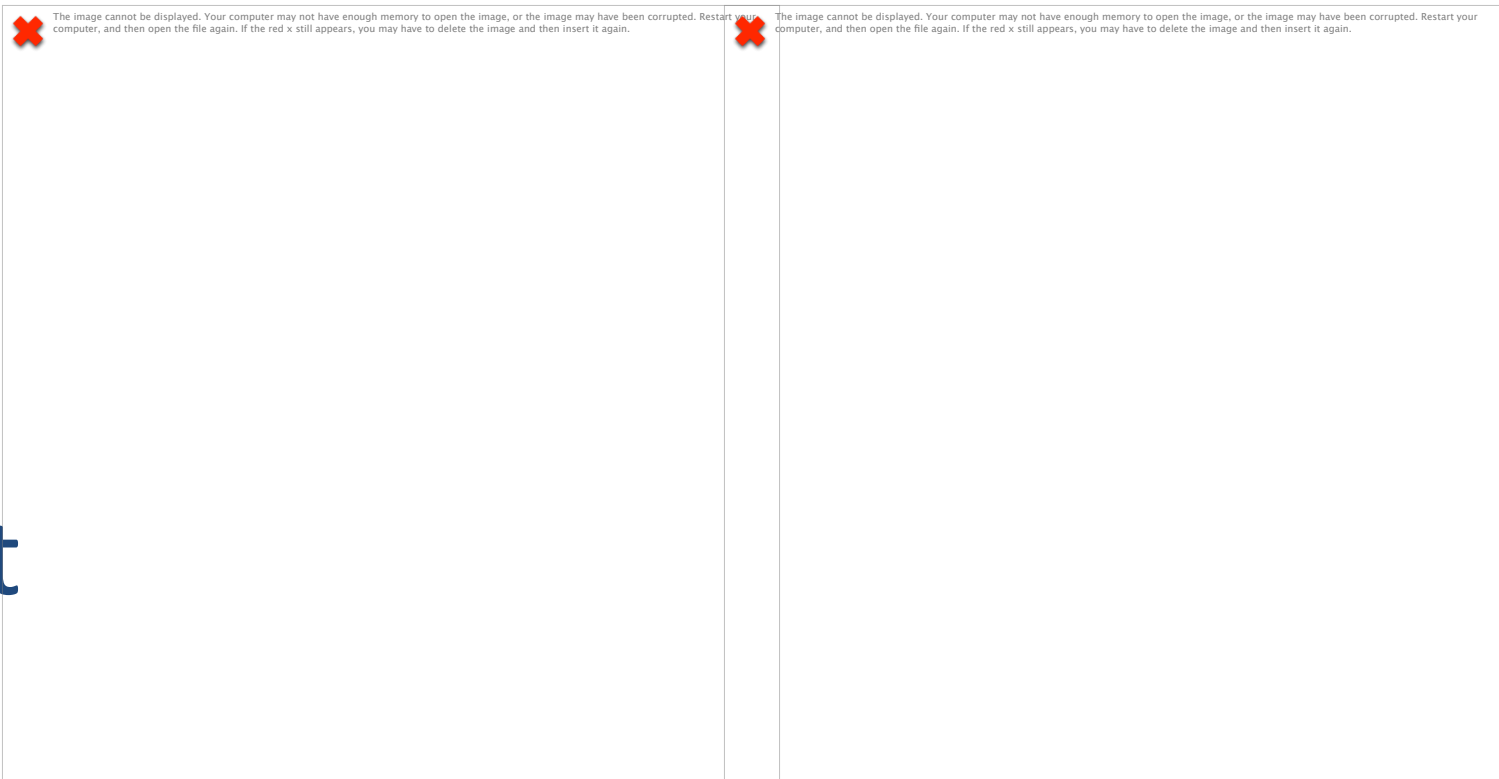 The image cannot be displayed. Your computer may not have enough memory to open the image, or the image may have been corrupted. Restart your
computer, and then open the file again. If the red x still appears, you may have to delete the image and then insert it again.
The image cannot be displayed. Your computer may not have enough memory to open the image, or the image may have been corrupted. Restart your
computer, and then open the file again. If the red x still appears, you may have to delete the image and then insert it again.
t